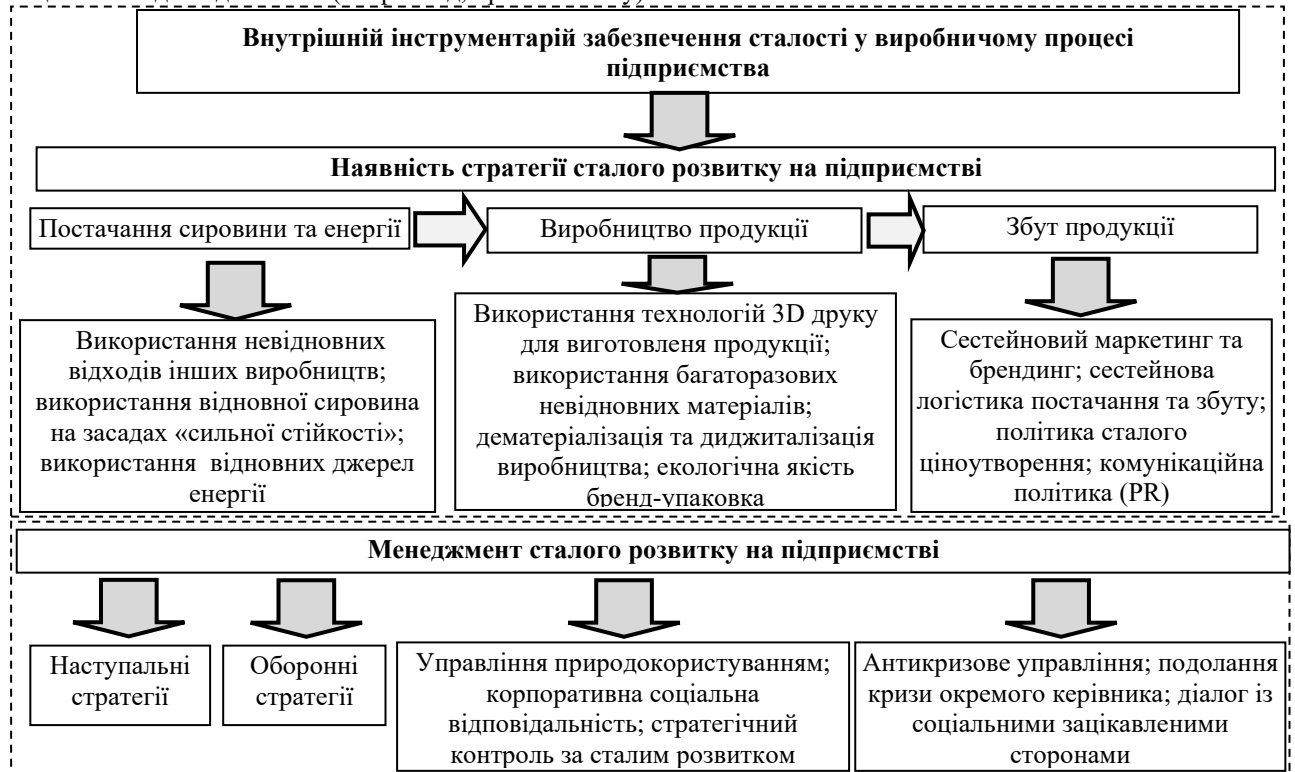 Внутрішній інструментарій забезпечення сталості у виробничому процесі
підприємства
Наявність стратегії сталого розвитку на підприємстві
Постачання сировини та енергії
Виробництво продукції
Збут продукції
Використання невідновних
відходів інших виробництв;
використання відновної сировина
на засадах «сильної стійкості»;
використання відновних джерел
енергії
Використання технологій 3D друку
для виготовленя продукції;
використання багаторазових
невідновних матеріалів;
дематеріалізація та диджиталізація
виробництва; екологічна якість
бренд-упаковка
Сестейновий маркетинг та
брендинг; сестейнова
логістика постачання та збуту;
політика сталого
ціноутворення; комунікаційна
політика (PR)
Менеджмент сталого розвитку на підприємстві
Наступальні
стратегії
Оборонні
стратегії
Управління природокористуванням;
корпоративна соціальна
відповідальність; стратегічний
контроль за сталим розвитком
Антикризове управління; подолання
кризи окремого керівника; діалог із
соціальними зацікавленими
сторонами